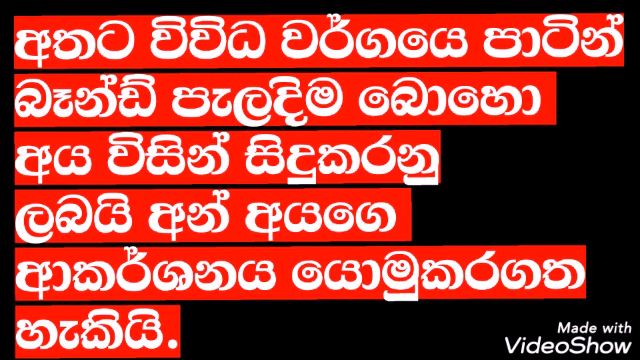 අතට විවිධ වර්ගයෙ පාටින්
බෑන්ඩ් පැලදිම බොහො
අය විසින් සිදුකරනු
ලබයි අන් අයගෙ
ආකර්ශනය යොමුකරගත
හැකියි.
Made with
VideoShow